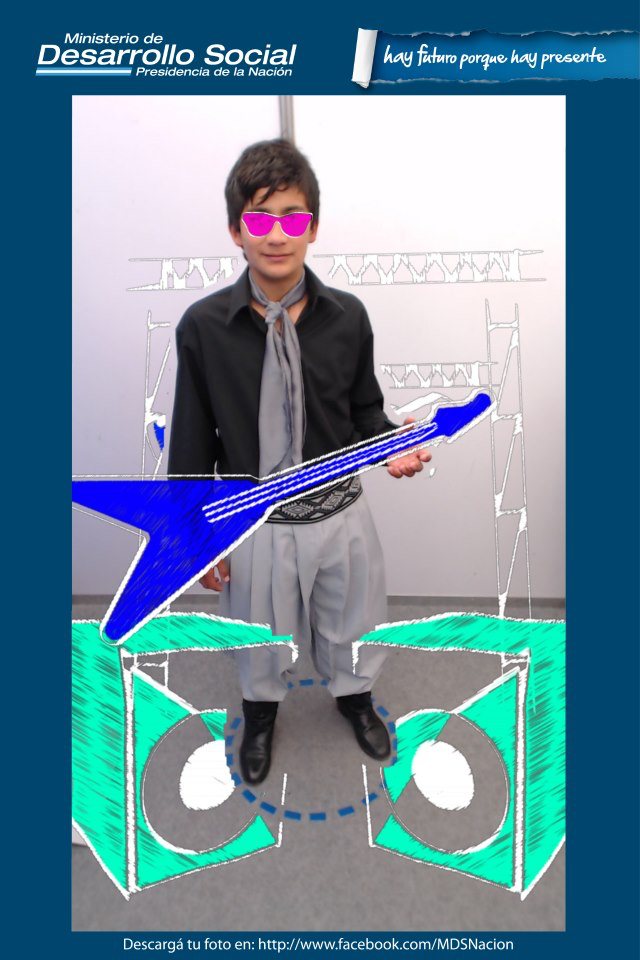 Ministerio de
Desarrollo Social
Presidencia de la Nación
hay futuro porque hay presente
Descargá tu foto en: http://www.facebook.com/MDSNacion